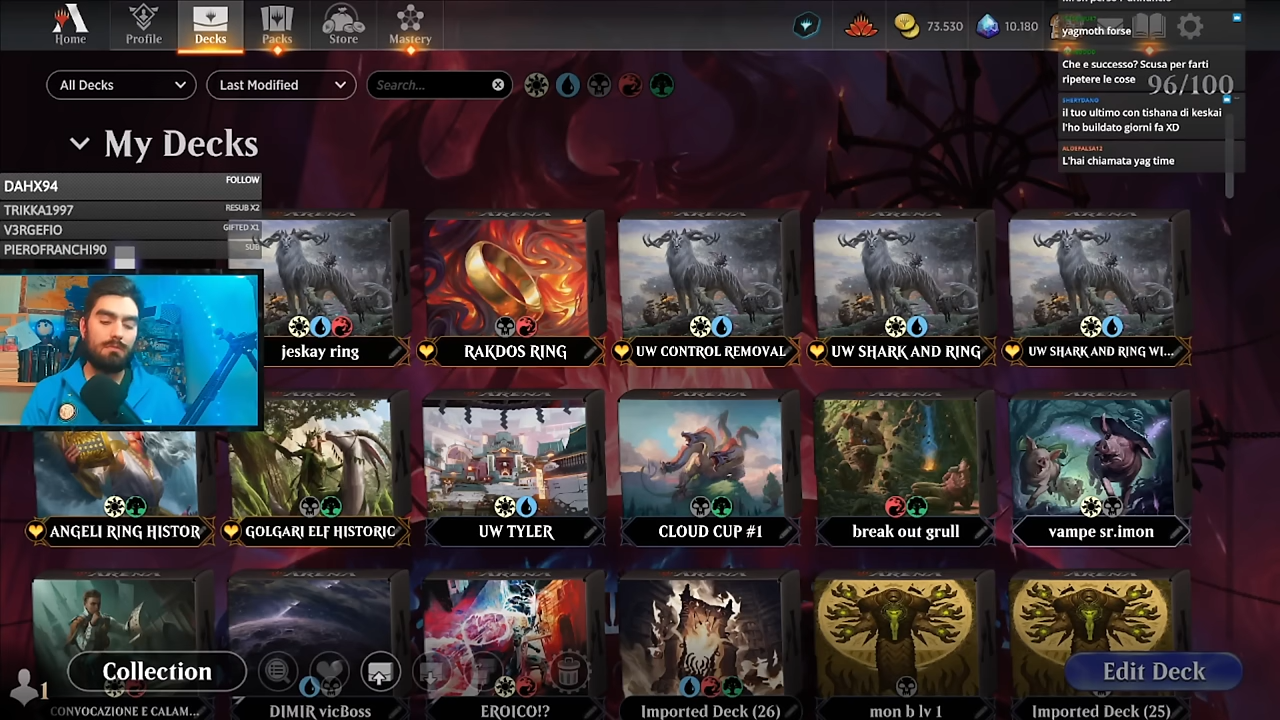 Home
Profile
Decks
Packs
Store
Mastery
73.530
10.180
yagmoth forse
Che e successo? Scusa per farti
ripetere le cose
96/100
SHERYDANO
il tuo ultimo con tishana di keskai
l'ho buildato giorni fa XD
L'hai chiamata yag time
All Decks
Last Modified
Search...
My Decks
DAHX94
FOLLOW
TRIKKA1997
RESUB X2
V3RGEFIO
GIFTED X1
PIEROFRANCHI90
SUB
jeskay ring
RAKDOS RING
UW CONTROL REMOVAL
UW SHARK AND RING
UW SHARK AND RING WI...
ANGELI RING HISTOR
GOLGARI ELF HISTORIC
UW TYLER
CLOUD CUP #1
break out grull
vampe sr.imon
Collection
Edit Deck
1
CONVOCAZIONE E CALAM...
DIMIR vicBoss
EROICO!?
Imported Deck (26)
mon b lv 1
Imported Deck (25)